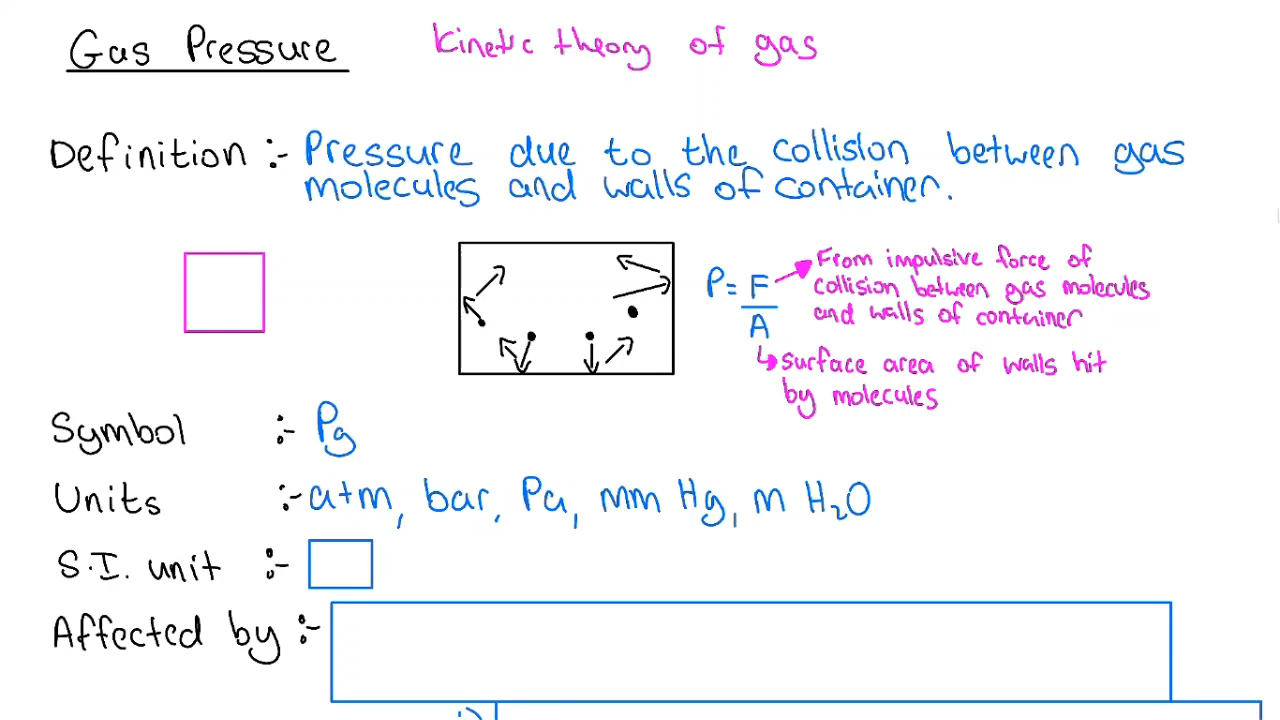 Gas Pressure
Kinetic theory of gas
Definition :- Pressure due to the collision between gas
molecules and walls of container.
P = F
A
From impulsive force of
collision between gas molecules
and walls of container
surface area of walls hit
by molecules
Symbol :- Pg
Units :- atm, bar, Pa, mm Hg, m H₂O
S.I. unit :-
Affected by :-